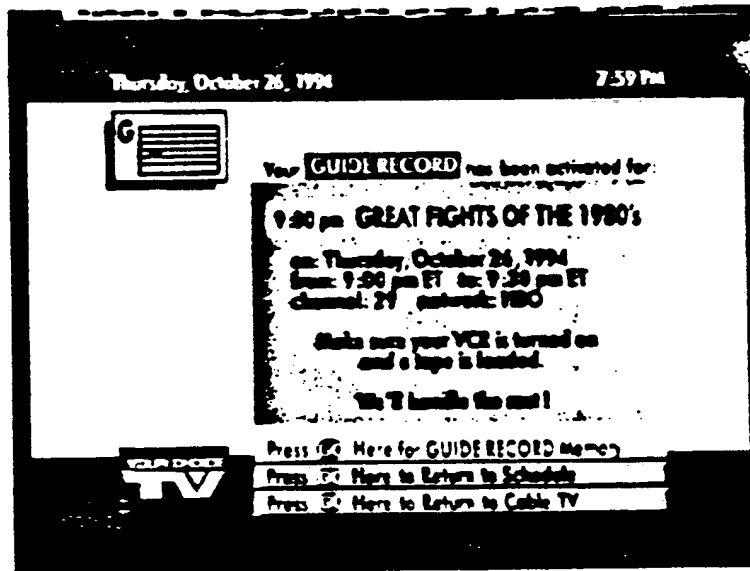 Thursday, October 26, 1994 7:59 PM
G
Your GUIDE RECORD has been activated for:
9:00 pm GREAT FIGHTS OF THE 1980's
on: Thursday, October 26, 1994
from: 9:00 pm ET to: 9:30 pm ET
channel: 29 network: HBO
Make sure your VCR is turned on
and a tape is loaded.
We'll handle the rest!
Press Here for GUIDE RECORD Memory
Press Here to Return to Schedule
Press Here to Return to Cable TV
TV